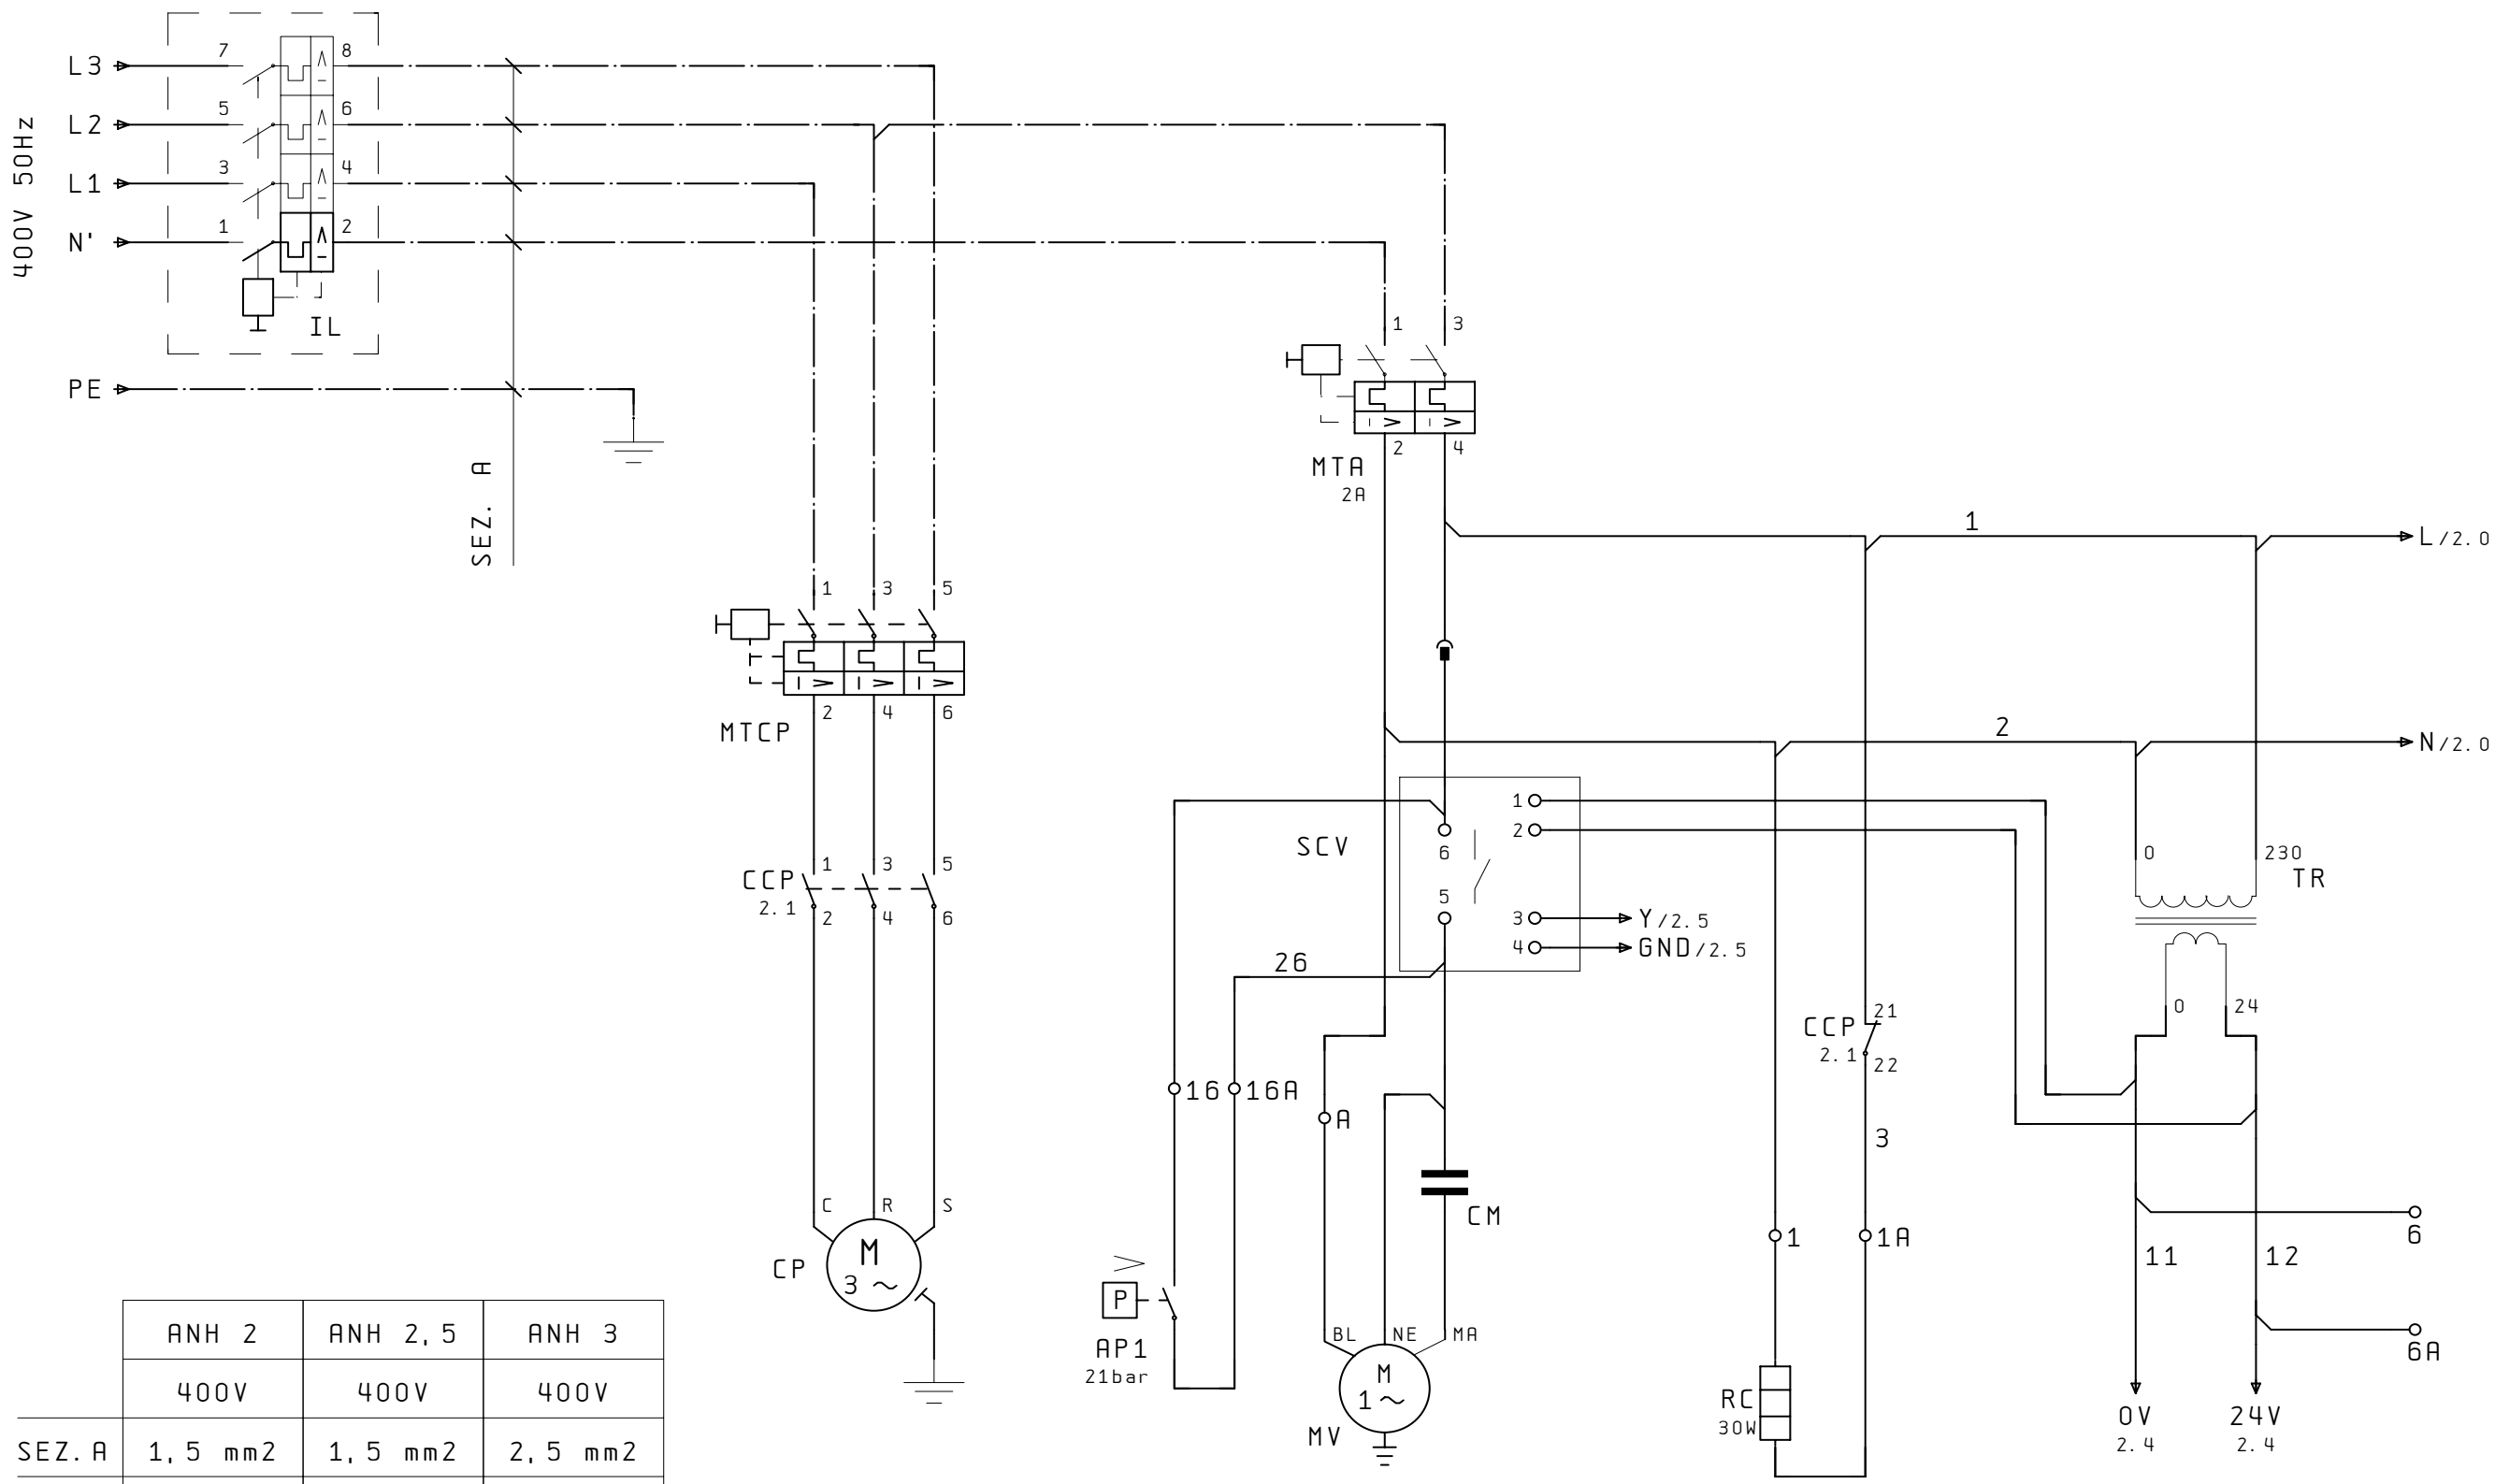 400V 50Hz
L3
7
8
L2
5
6
L1
3
4
N'
1
2
IL
PE
SEZ. A
1
3
MTA
2A
2
4
1
L/2.0
1
3
5
MTCP
2
4
6
2
N/2.0
SCV
6
5
1
2
3
4
Y/2.5
GND/2.5
0
230
TR
CCP
2.1
1
3
5
2
4
6
26
0
24
CCP
2.1
21
22
16
16A
A
3
C
R
S
CM
1
1A
6
CP
M
3 ~
11
12
>
P
AP1
21bar
BL
NE
MA
6A
M
1 ~
MV
RC
30W
0V
2.4
24V
2.4
ANH 2 ANH 2,5 ANH 3
400V 400V 400V
SEZ.A 1,5 mm2 1,5 mm2 2,5 mm2